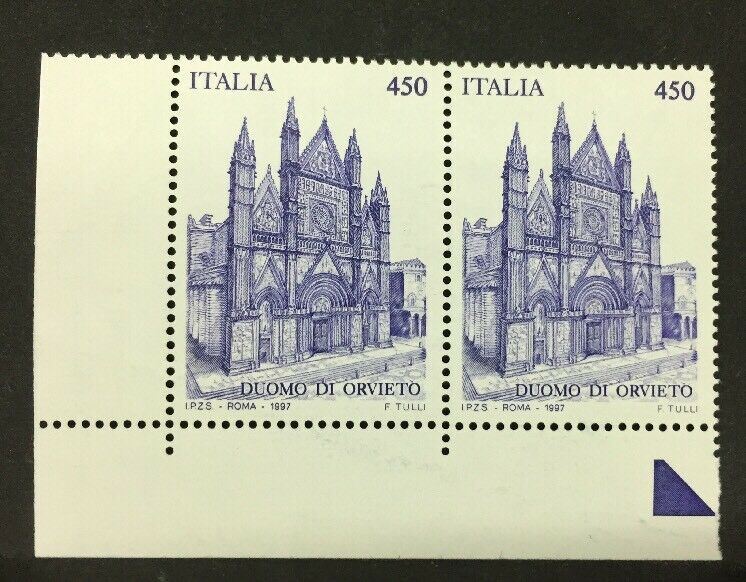 ITALIA 450
DUOMO DI ORVIETO
I.P.Z.S. - ROMA - 1997 F. TULLI
ITALIA 450
DUOMO DI ORVIETO
I.P.Z.S. - ROMA - 1997 F. TULLI